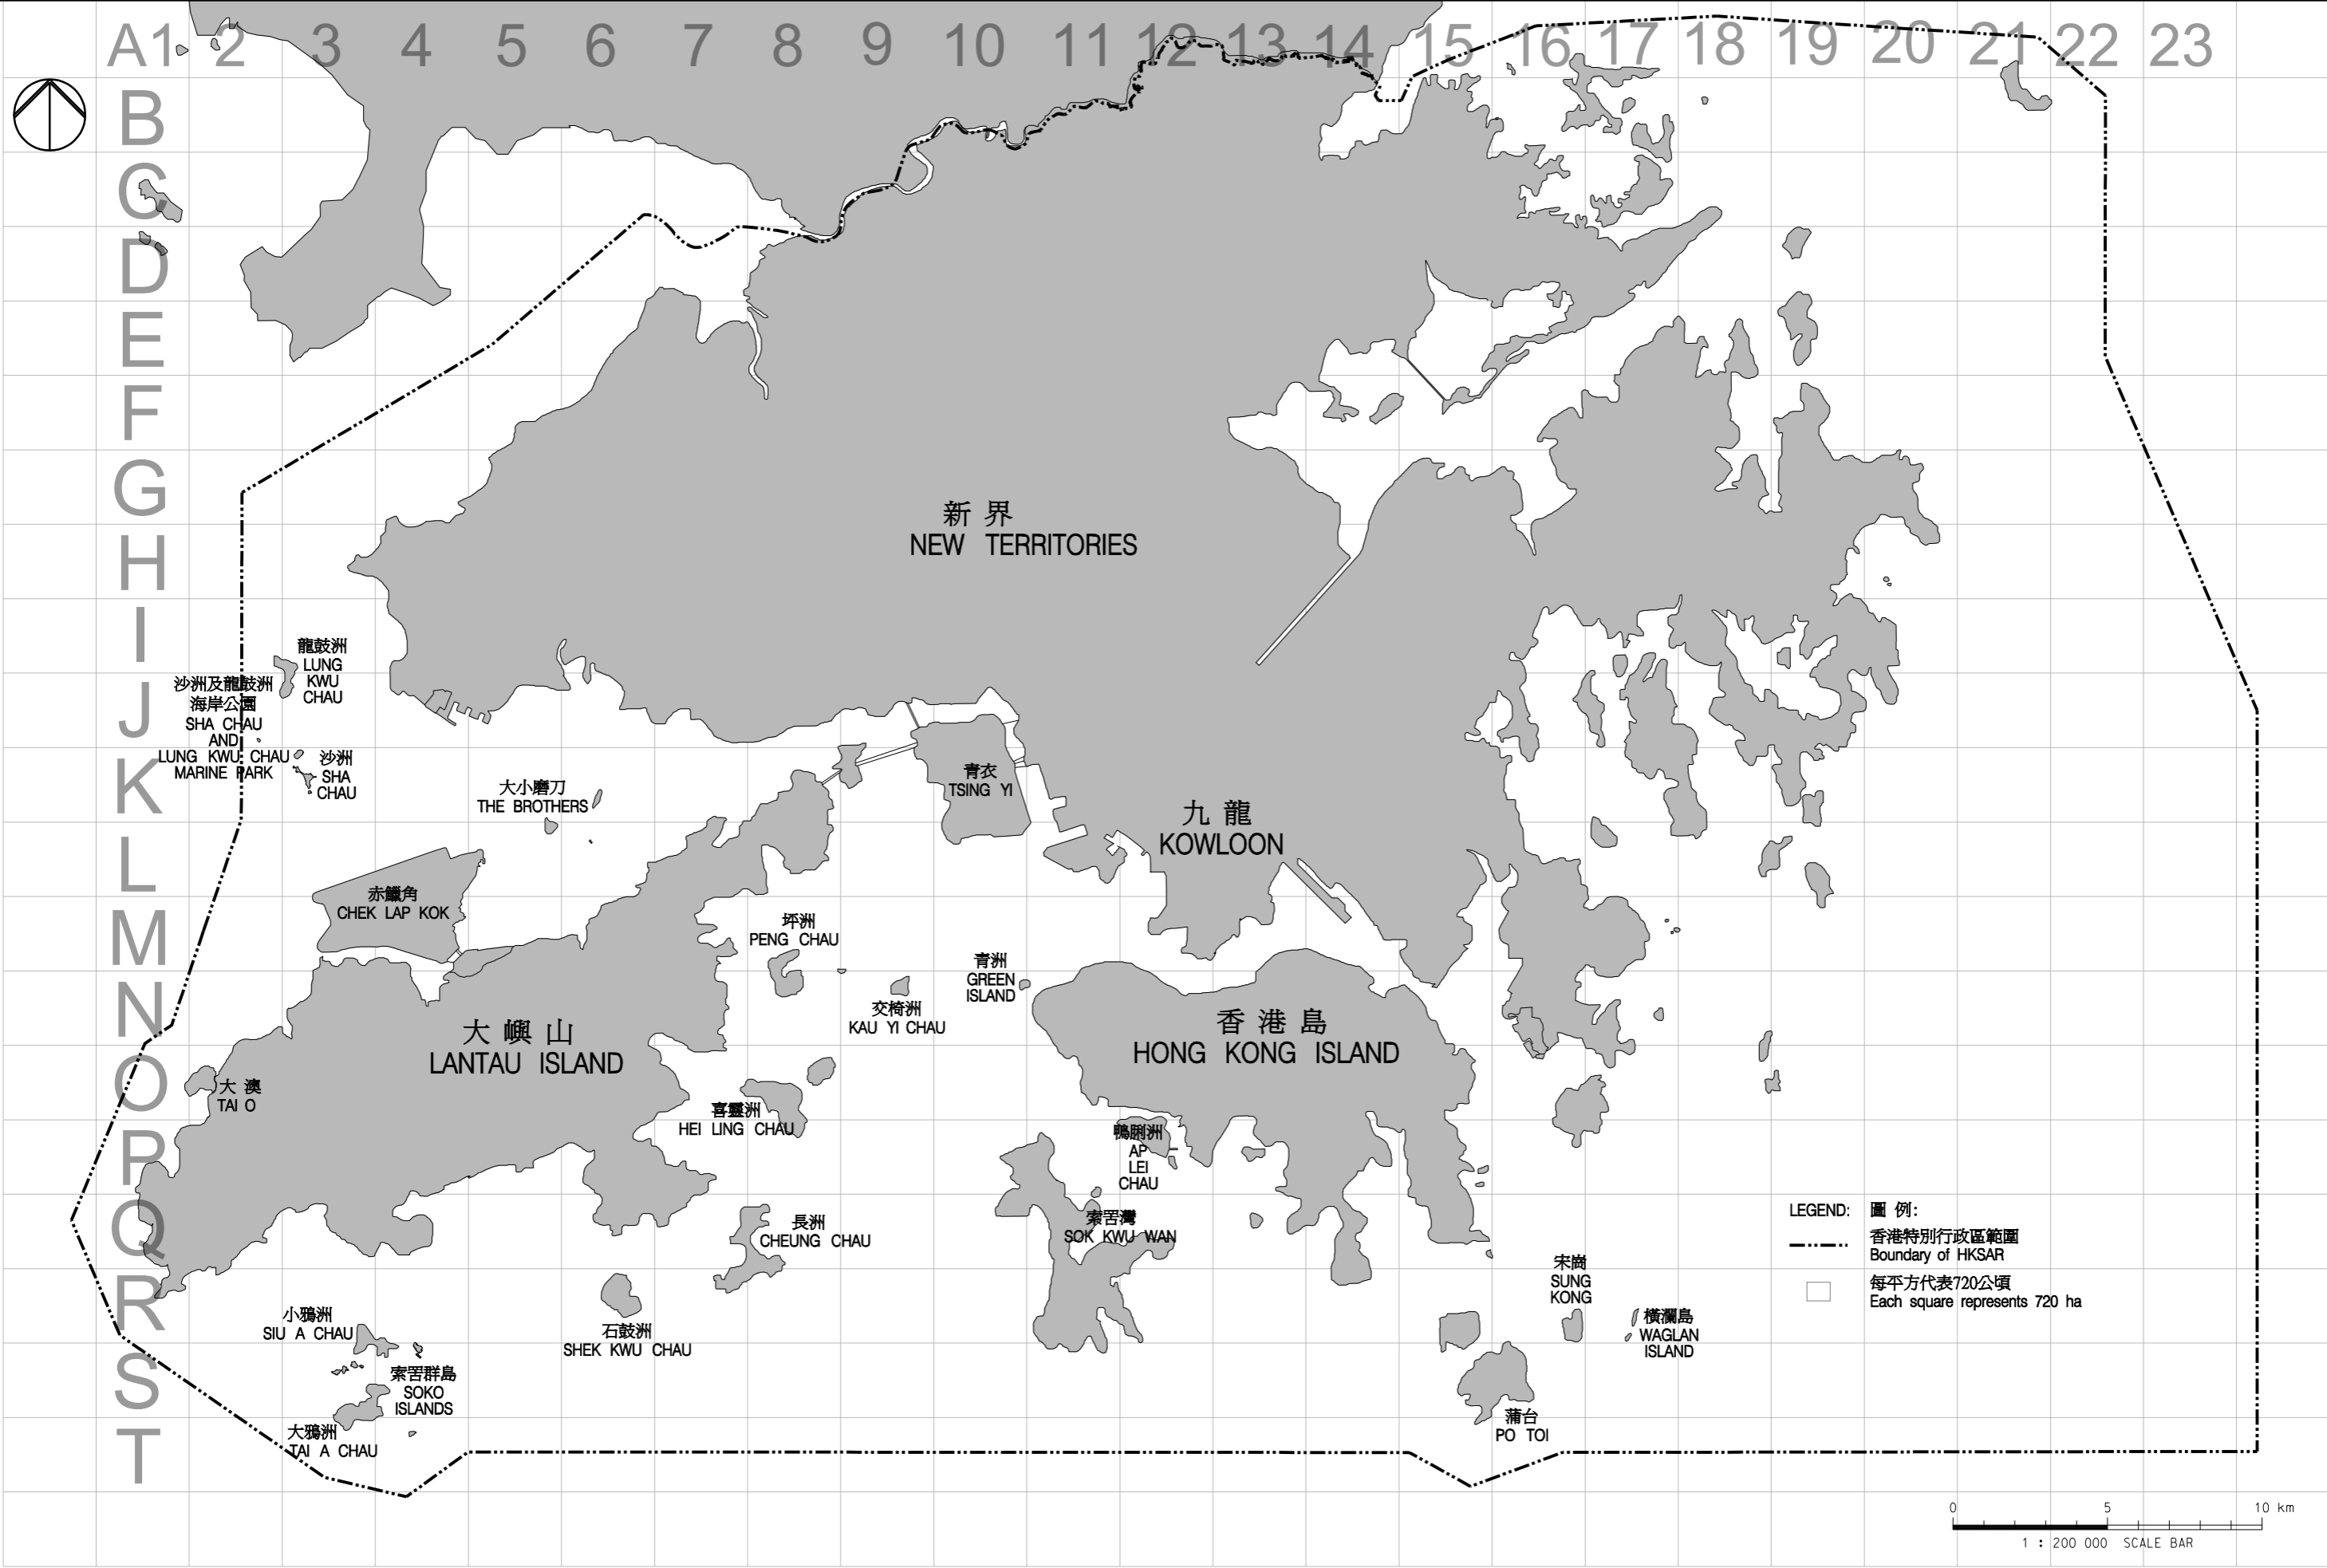 A1 2 3 4 5 6 7 8 9 10 11 12 13 14 15 16 17 18 19 20 21 22 23
B
C
D
E
F
G
H
I
J
K
L
M
N
O
P
Q
R
S
T
新界
NEW TERRITORIES
龍鼓洲
LUNG
KWU
CHAU
沙洲及龍鼓洲
海岸公園
SHA CHAU
AND
LUNG KWU CHAU
MARINE PARK
沙洲
SHA
CHAU
大小磨刀
THE BROTHERS
青衣
TSING YI
九龍
KOWLOON
赤鱲角
CHEK LAP KOK
坪洲
PENG CHAU
青洲
GREEN
ISLAND
交椅洲
KAU YI CHAU
大嶼山
LANTAU ISLAND
香港島
HONG KONG ISLAND
大澳
TAI O
喜靈洲
HEI LING CHAU
鴨脷洲
AP
LEI
CHAU
長洲
CHEUNG CHAU
索罟灣
SOK KWU WAN
LEGEND: 圖例:
香港特別行政區範圍
Boundary of HKSAR
每平方代表720公頃
Each square represents 720 ha
宋崗
SUNG
KONG
橫瀾島
WAGLAN
ISLAND
小鴉洲
SIU A CHAU
石鼓洲
SHEK KWU CHAU
索罟群島
SOKO
ISLANDS
大鴉洲
TAI A CHAU
蒲台
PO TOI
0 5 10 km
1 : 200 000 SCALE BAR